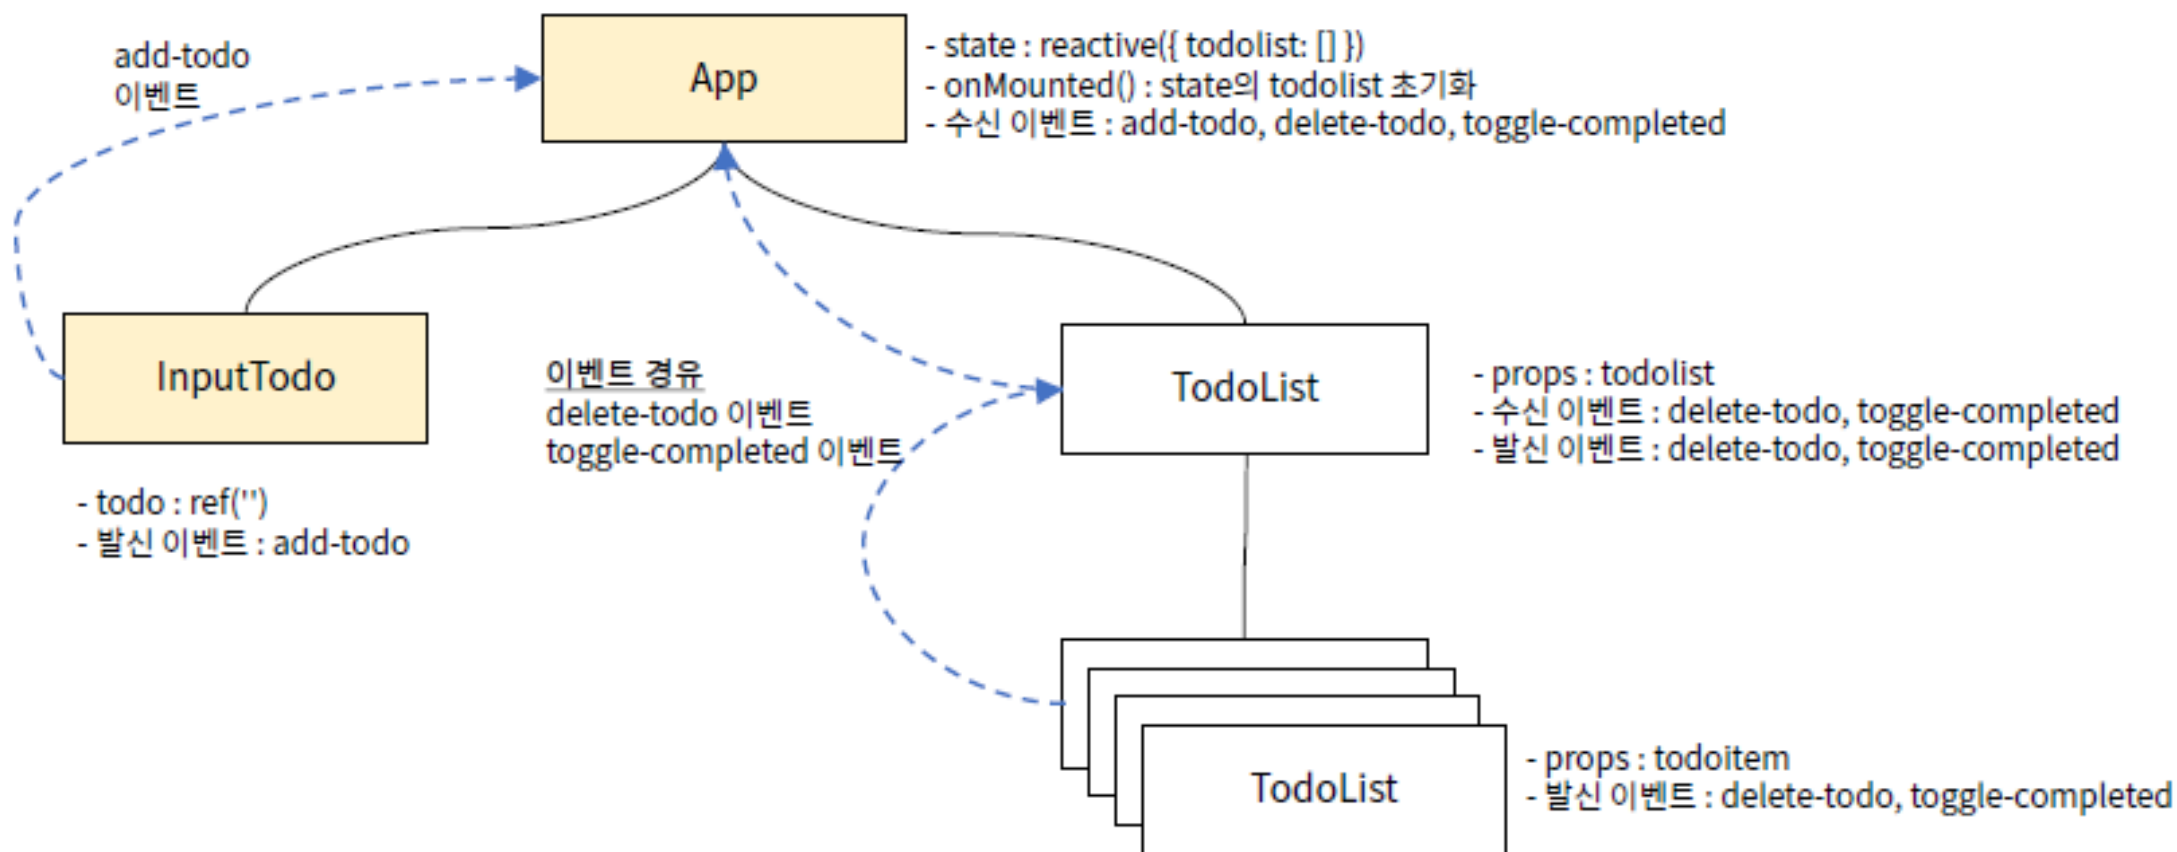 add-todo
이벤트
App
- state : reactive({ todolist: [] })
- onMounted() : state의 todolist 초기화
- 수신 이벤트 : add-todo, delete-todo, toggle-completed
InputTodo
- todo : ref('')
- 발신 이벤트 : add-todo
이벤트 경유
delete-todo 이벤트
toggle-completed 이벤트
TodoList
- props : todolist
- 수신 이벤트 : delete-todo, toggle-completed
- 발신 이벤트 : delete-todo, toggle-completed
TodoList
- props : todoitem
- 발신 이벤트 : delete-todo, toggle-completed